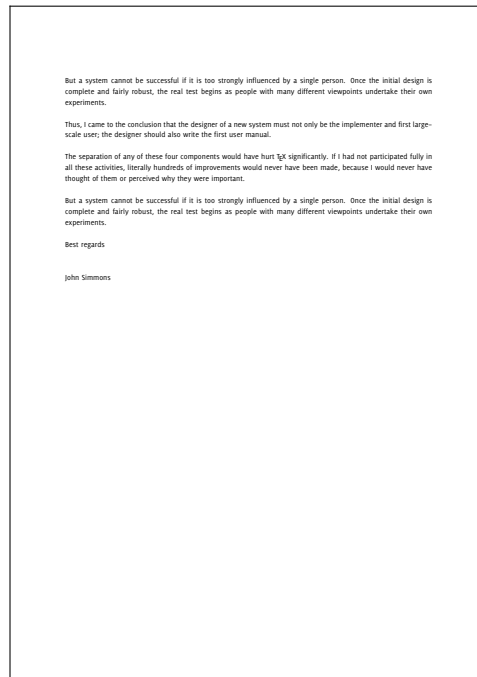 But a system cannot be successful if it is too strongly influenced by a single person. Once the initial design is
complete and fairly robust, the real test begins as people with many different viewpoints undertake their own
experiments.
Thus, I came to the conclusion that the designer of a new system must not only be the implementer and first large-
scale user; the designer should also write the first user manual.
The separation of any of these four components would have hurt TEX significantly. If I had not participated fully in
all these activities, literally hundreds of improvements would never have been made, because I would never have
thought of them or perceived why they were important.
But a system cannot be successful if it is too strongly influenced by a single person. Once the initial design is
complete and fairly robust, the real test begins as people with many different viewpoints undertake their own
experiments.
Best regards
John Simmons